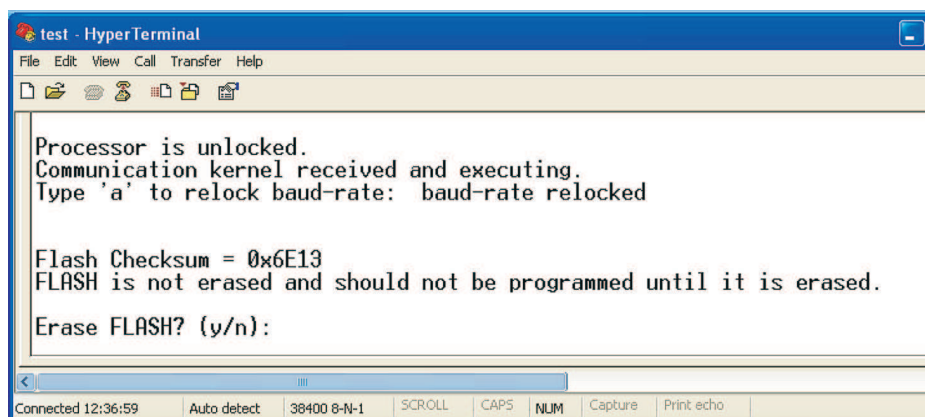 test - HyperTerminal
File Edit View Call Transfer Help
Processor is unlocked.
Communication kernel received and executing.
Type 'a' to relock baud-rate:  baud-rate relocked
Flash Checksum = 0x6E13
FLASH is not erased and should not be programmed until it is erased.
Erase FLASH? (y/n):
Connected 12:36:59 Auto detect 38400 8-N-1 SCROLL CAPS NUM Capture Print echo